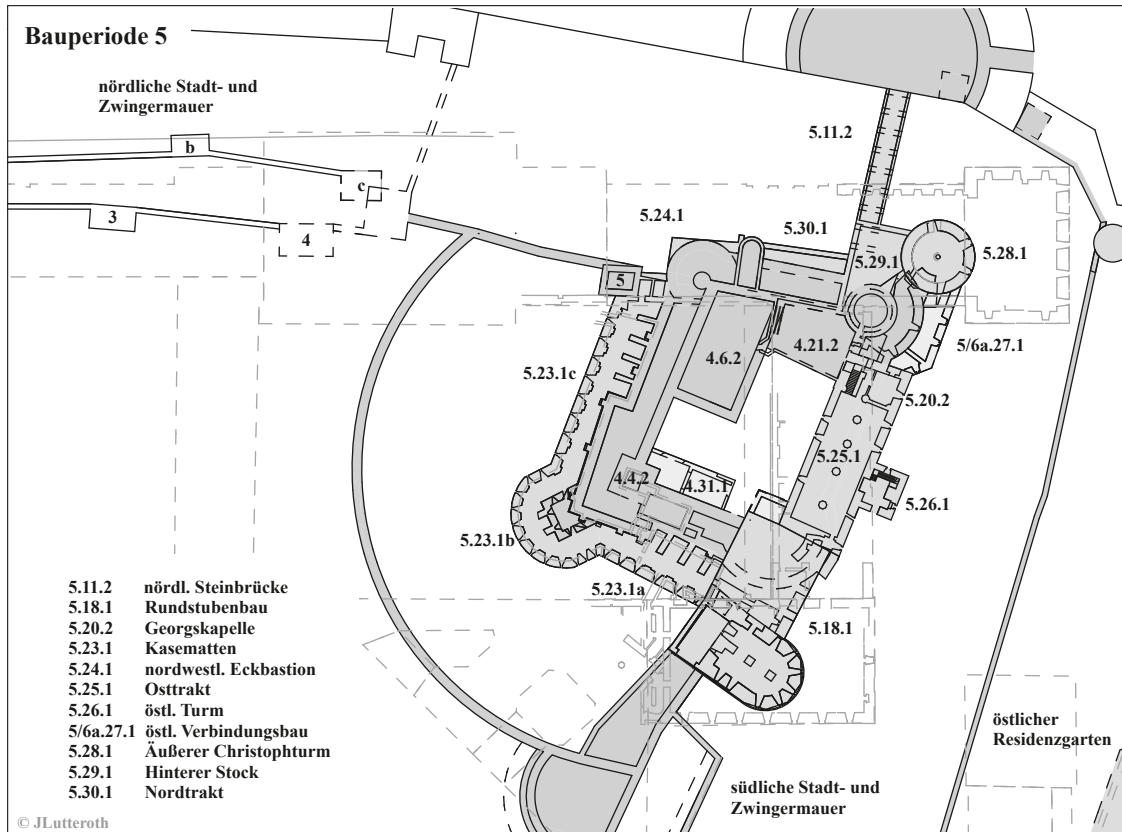 Bauperiode 5
nördliche Stadt- und
Zwingermauer
b
c
3
4
5.11.2
5.24.1
5.30.1
5.29.1
5.28.1
5
4.6.2
4.21.2
5/6a.27.1
5.23.1c
5.20.2
5.25.1
4.4.2
4.31.1
5.26.1
5.23.1b
5.23.1a
5.18.1
5.11.2 nördl. Steinbrücke
5.18.1 Rundstubenbau
5.20.2 Georgskapelle
5.23.1 Kasematten
5.24.1 nordwestl. Eckbastion
5.25.1 Osttrakt
5.26.1 östl. Turm
5/6a.27.1 östl. Verbindungsbau
5.28.1 Äußerer Christophturm
5.29.1 Hinterer Stock
5.30.1 Nordtrakt
östlicher
Residenzgarten
südliche Stadt- und
Zwingermauer
© JLutteroth